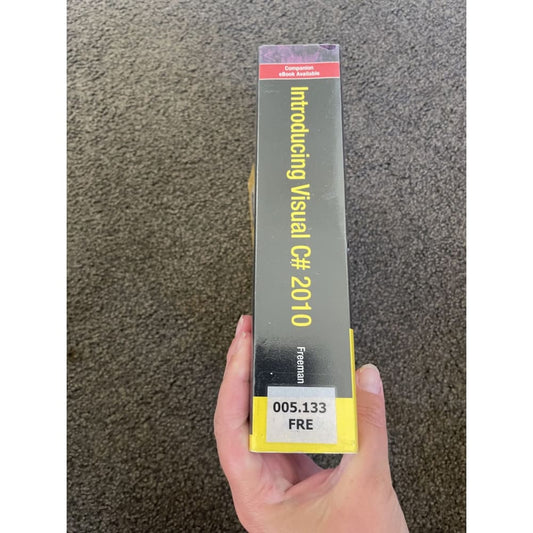 Companion
eBook Available
Introducing Visual C# 2010
Freeman
005.133
FRE